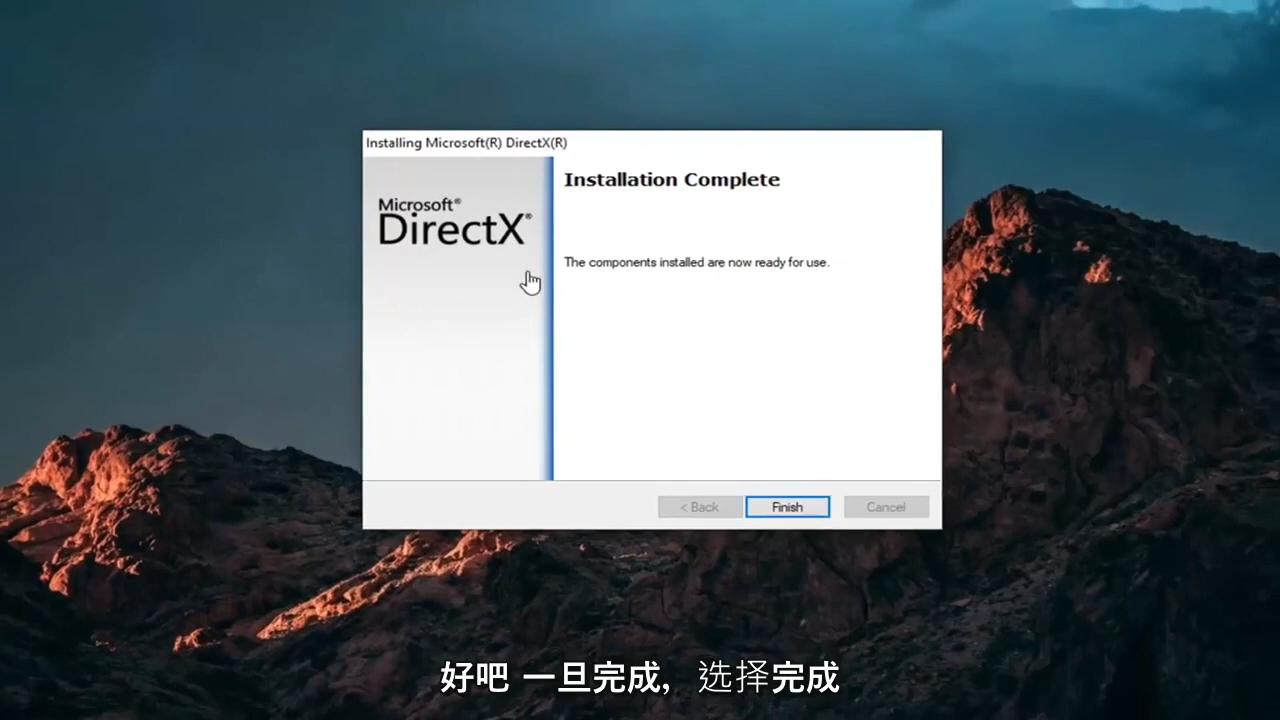 Installing Microsoft(R) DirectX(R)
Microsoft®
DirectX®
Installation Complete
The components installed are now ready for use.
< Back
Finish
Cancel
好吧 一旦完成，选择完成